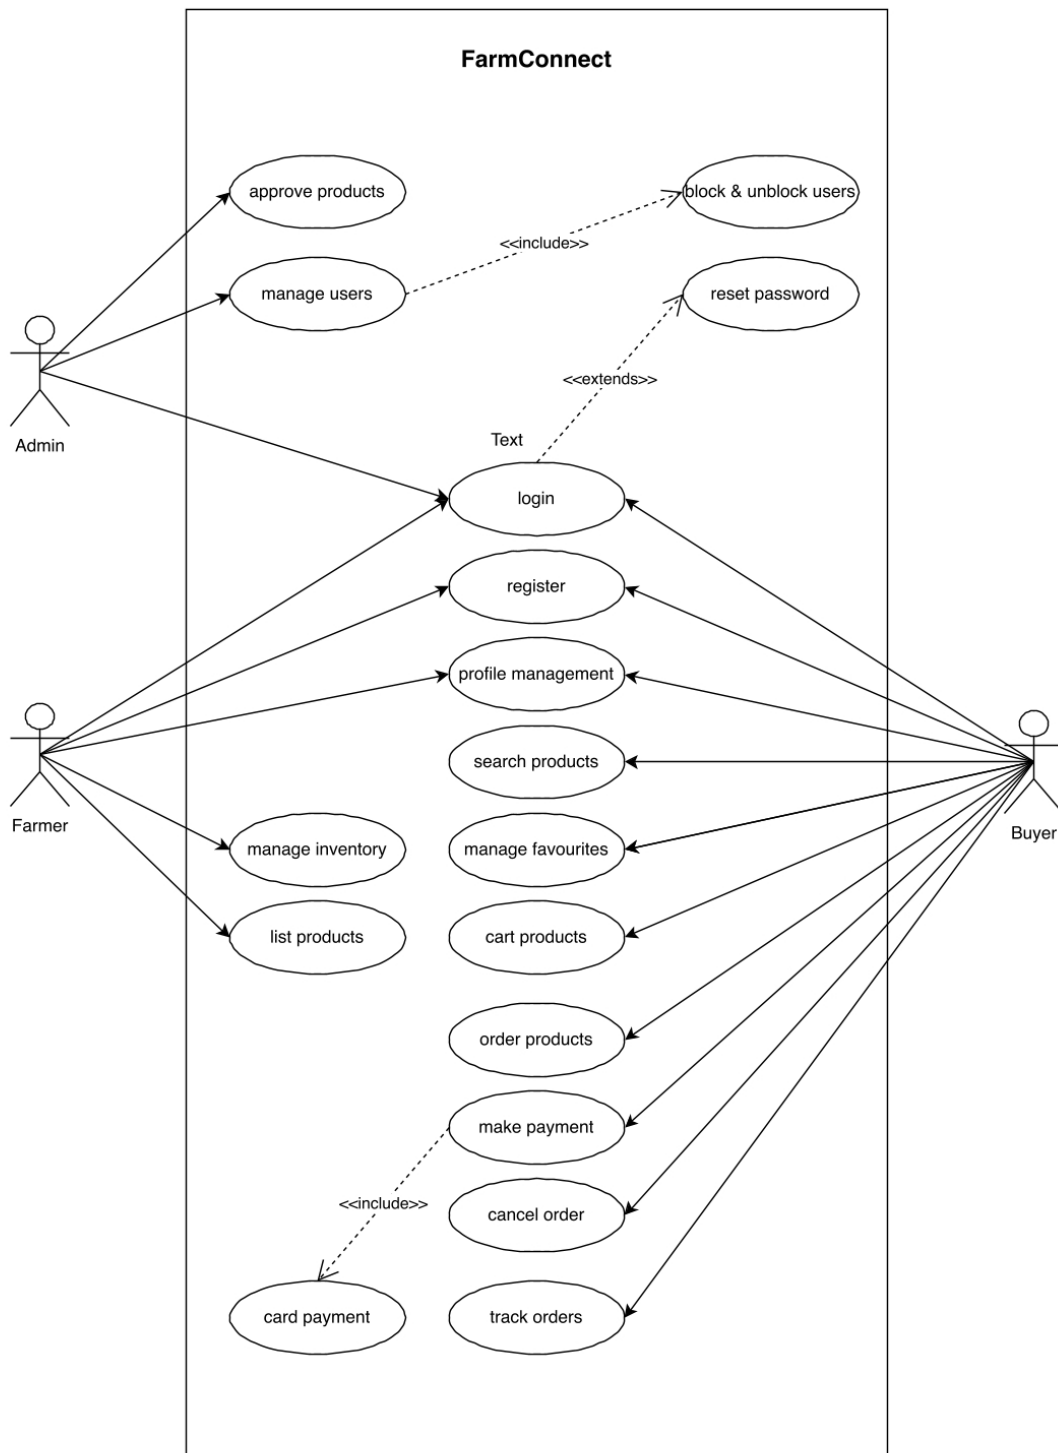 FarmConnect
approve products
block & unblock users
<<include>>
manage users
reset password
<<extends>>
Admin
Text
login
register
profile management
search products
Farmer
Buyer
manage inventory
manage favourites
list products
cart products
order products
make payment
<<include>>
cancel order
card payment
track orders